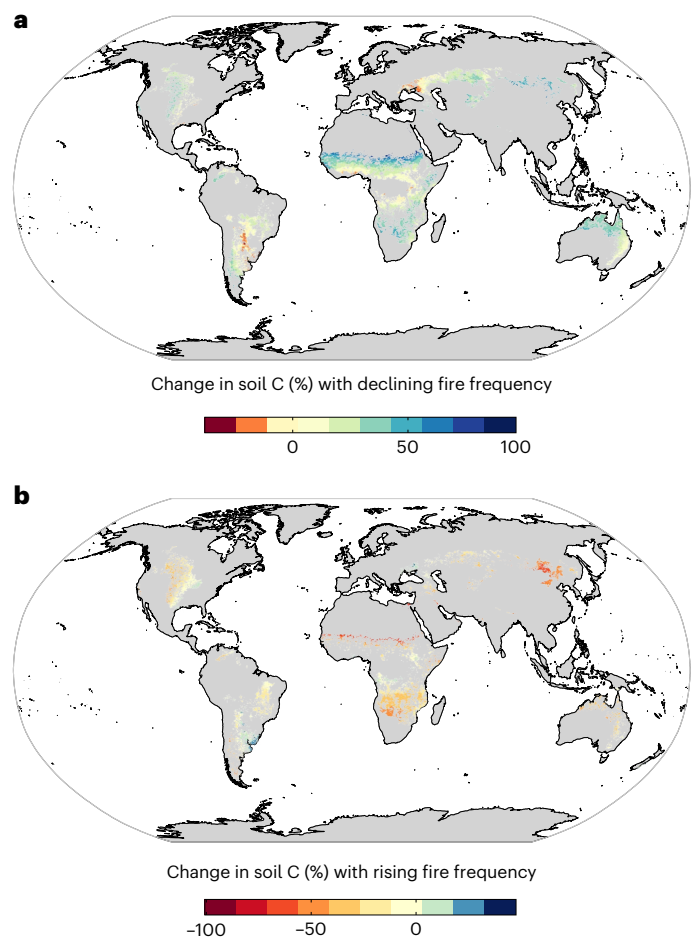 a
Change in soil C (%) with declining fire frequency
0 50 100
b
Change in soil C (%) with rising fire frequency
−100 −50 0